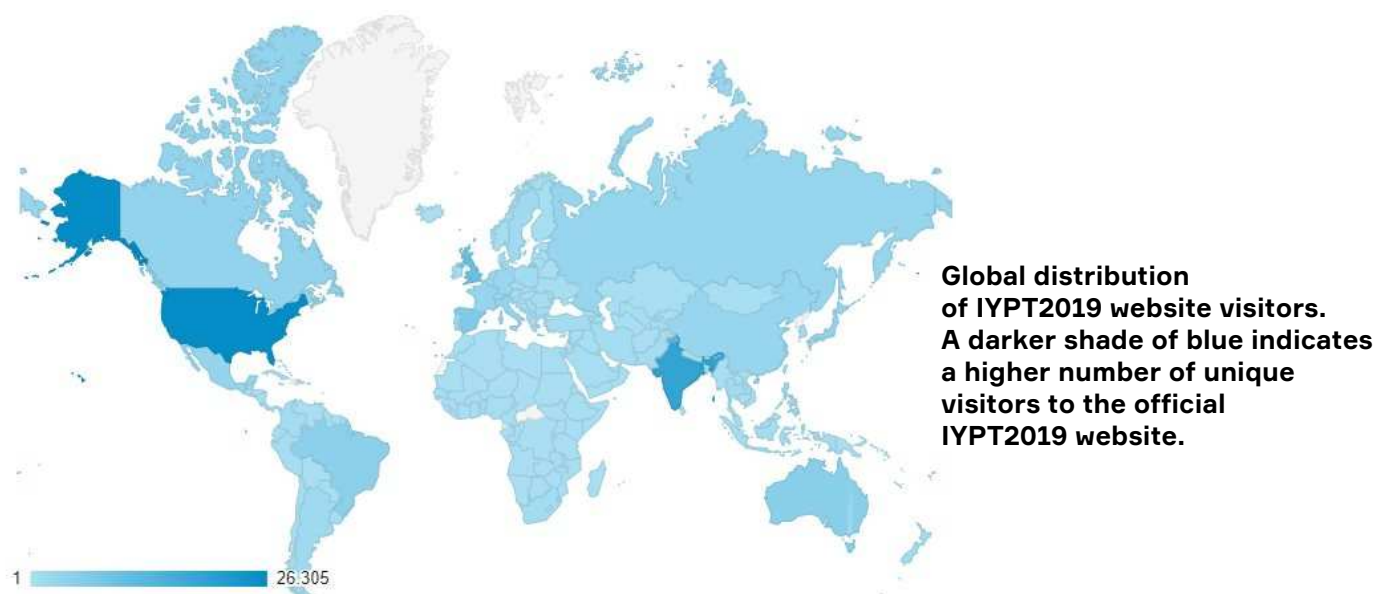 Global distribution
of IYPT2019 website visitors.
A darker shade of blue indicates
a higher number of unique
visitors to the official
IYPT2019 website.
1 26.305